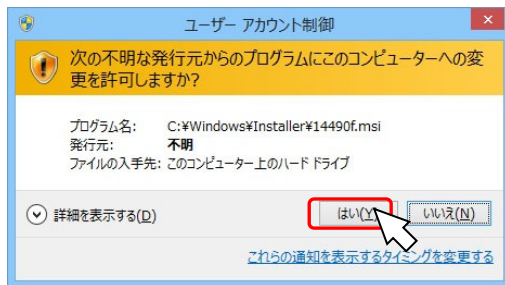 ユーザー アカウント制御
次の不明な発行元からのプログラムにこのコンピューターへの変
更を許可しますか?
プログラム名: C:¥Windows¥Installer¥14490f.msi
発行元: 不明
ファイルの入手先: このコンピューター上のハード ドライブ
詳細を表示する(D)
はい(Y)
いいえ(N)
これらの通知を表示するタイミングを変更する